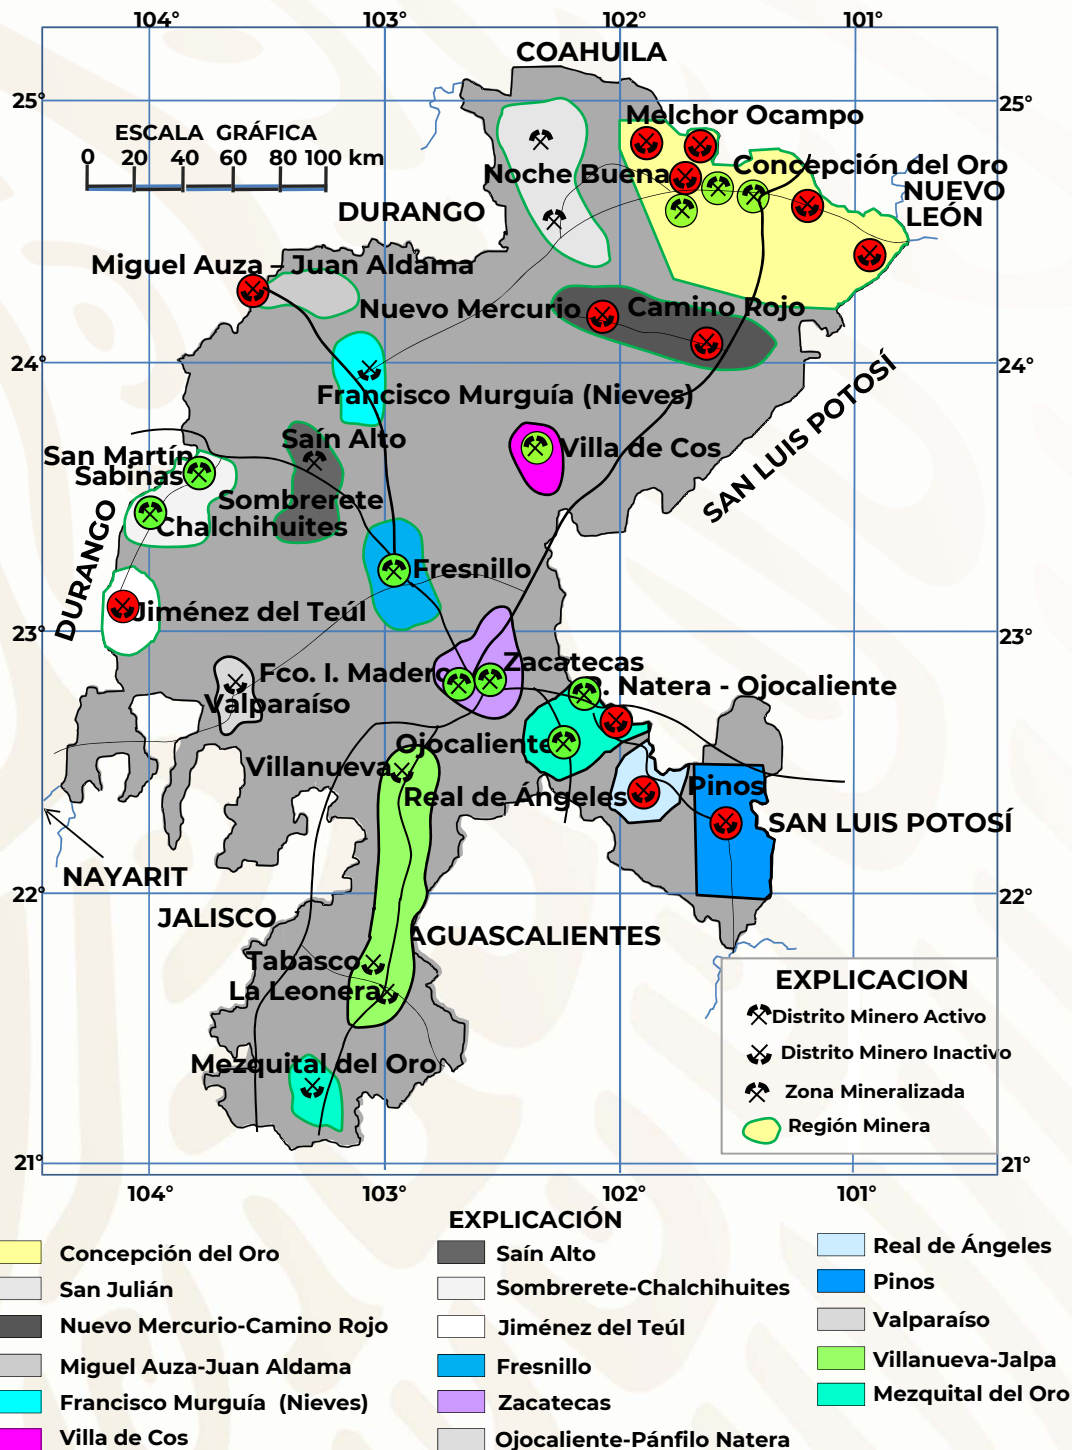 104° 103° 102° 101°
COAHUILA
25° 25°
Melchor Ocampo
ESCALA GRÁFICA
0 20 40 60 80 100 km
Concepción del Oro
Noche Buena
NUEVO
LEÓN
DURANGO
Miguel Auza – Juan Aldama
Nuevo Mercurio
Camino Rojo
24° 24°
Francisco Murguía (Nieves)
SAN LUIS POTOSÍ
Saín Alto
Villa de Cos
San Martín
Sabinas
Sombrerete
Chalchihuites
DURANGO
Fresnillo
Jiménez del Teúl
23° 23°
Zacatecas
Fco. I. Madero
P. Natera - Ojocaliente
Valparaíso
Ojocaliente
Villanueva
Pinos
Real de Ángeles
SAN LUIS POTOSÍ
NAYARIT
22° 22°
JALISCO
AGUASCALIENTES
Tabasco
La Leonera
Mezquital del Oro
EXPLICACION
Distrito Minero Activo
Distrito Minero Inactivo
Zona Mineralizada
Región Minera
21° 21°
104° 103° 102° 101°
EXPLICACIÓN
Concepción del Oro
San Julián
Nuevo Mercurio-Camino Rojo
Miguel Auza-Juan Aldama
Francisco Murguía (Nieves)
Villa de Cos
Saín Alto
Sombrerete-Chalchihuites
Jiménez del Teúl
Fresnillo
Zacatecas
Ojocaliente-Pánfilo Natera
Real de Ángeles
Pinos
Valparaíso
Villanueva-Jalpa
Mezquital del Oro